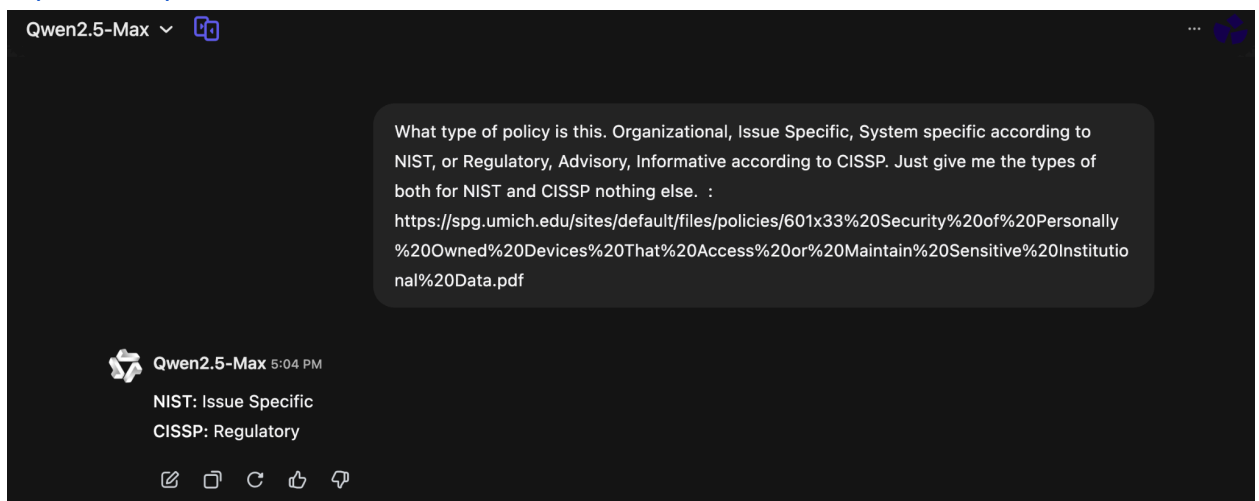 Qwen2.5-Max
What type of policy is this. Organizational, Issue Specific, System specific according to
NIST, or Regulatory, Advisory, Informative according to CISSP. Just give me the types of
both for NIST and CISSP nothing else.  :
https://spg.umich.edu/sites/default/files/policies/601x33%20Security%20of%20Personally
%20Owned%20Devices%20That%20Access%20or%20Maintain%20Sensitive%20Institutio
nal%20Data.pdf
Qwen2.5-Max 5:04 PM
NIST: Issue Specific
CISSP: Regulatory